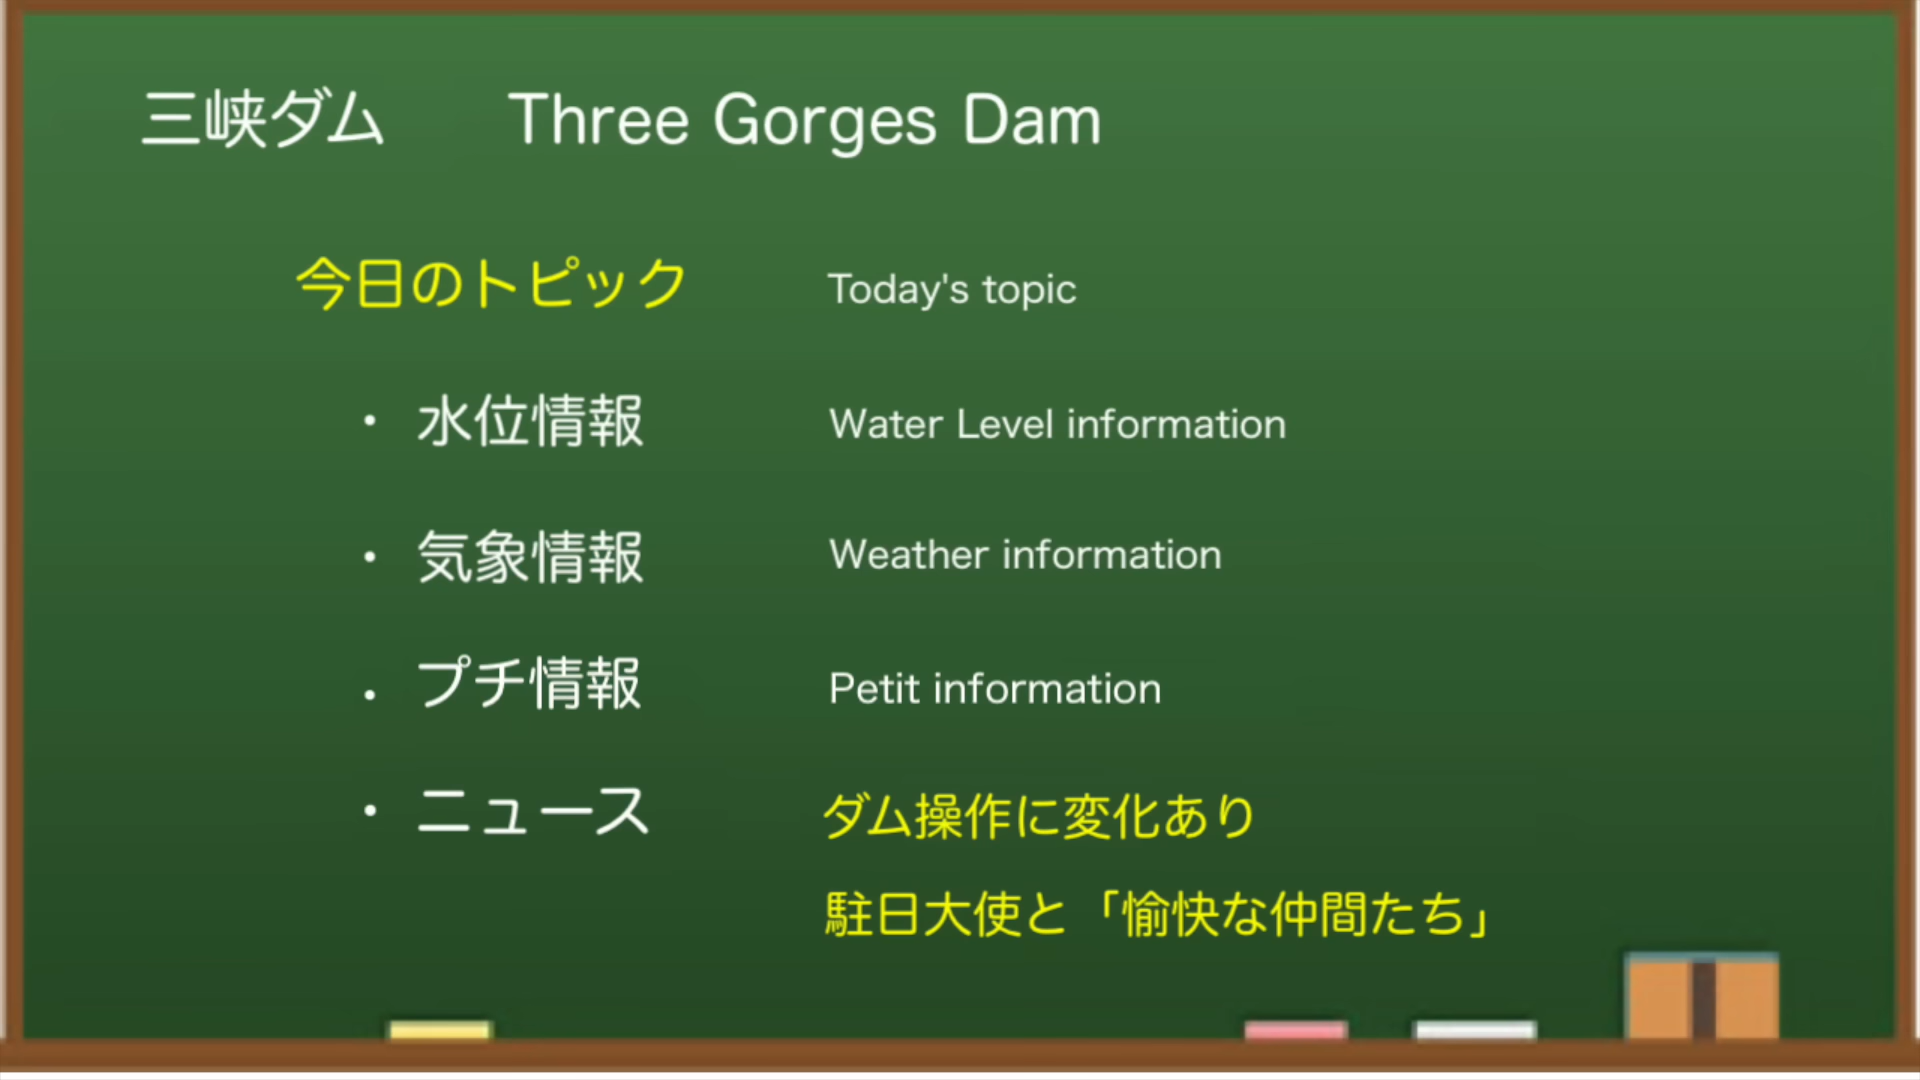 三峡ダム Three Gorges Dam
今日のトピック Today's topic
・ 水位情報 Water Level information
・ 気象情報 Weather information
・ プチ情報 Petit information
・ ニュース ダム操作に変化あり
駐日大使と「愉快な仲間たち」